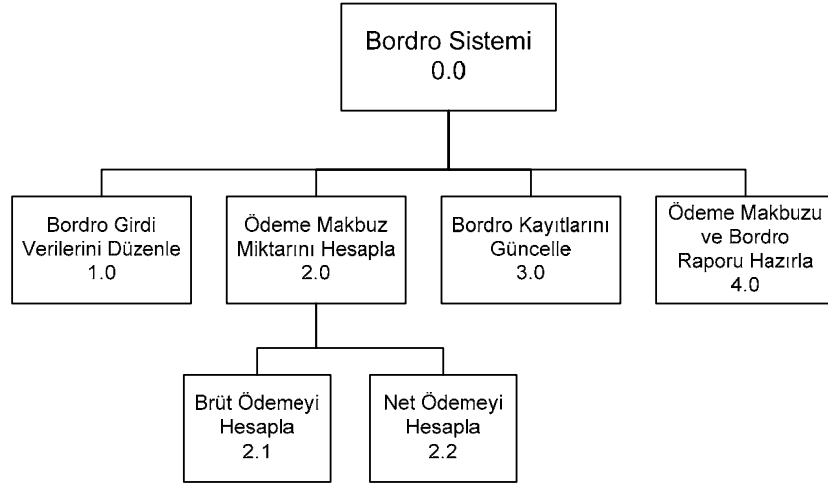 Bordro Sistemi
0.0
Bordro Girdi
Verilerini Düzenle
1.0
Ödeme Makbuz
Miktarını Hesapla
2.0
Bordro Kayıtlarını
Güncelle
3.0
Ödeme Makbuzu
ve Bordro
Raporu Hazırla
4.0
Brüt Ödemeyi
Hesapla
2.1
Net Ödemeyi
Hesapla
2.2